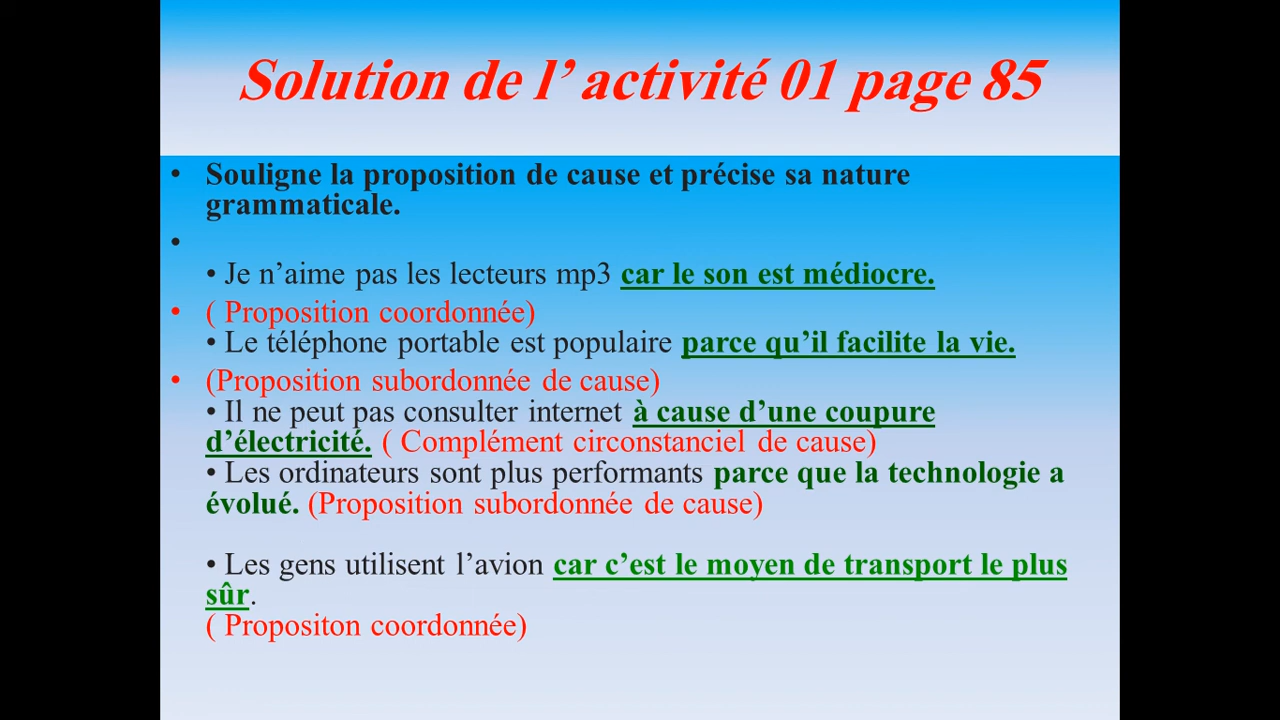 Solution de l’ activité 01 page 85
• Souligne la proposition de cause et précise sa nature
grammaticale.
•
• Je n’aime pas les lecteurs mp3 car le son est médiocre.
• ( Proposition coordonnée)
• Le téléphone portable est populaire parce qu’il facilite la vie.
• (Proposition subordonnée de cause)
• Il ne peut pas consulter internet à cause d’une coupure
d’électricité. ( Complément circonstanciel de cause)
• Les ordinateurs sont plus performants parce que la technologie a
évolué. (Proposition subordonnée de cause)
• Les gens utilisent l’avion car c’est le moyen de transport le plus
sûr.
( Propositon coordonnée)